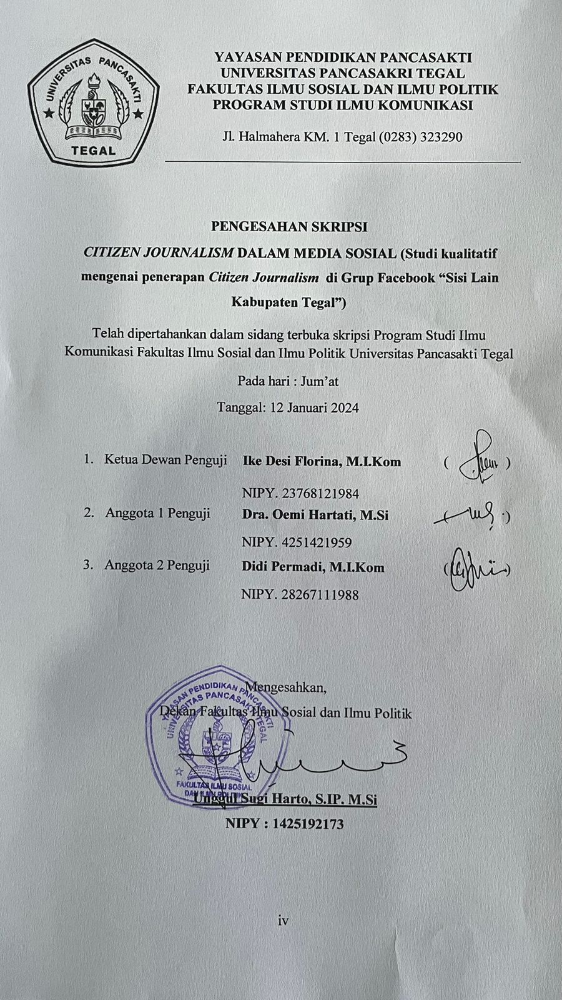 UNIVERSITAS PANCASAKTI
TEGAL
YAYASAN PENDIDIKAN PANCASAKTI
UNIVERSITAS PANCASAKRI TEGAL
FAKULTAS ILMU SOSIAL DAN ILMU POLITIK
PROGRAM STUDI ILMU KOMUNIKASI
Jl. Halmahera KM. 1 Tegal (0283) 323290
PENGESAHAN SKRIPSI
CITIZEN JOURNALISM DALAM MEDIA SOSIAL (Studi kualitatif
mengenai penerapan Citizen Journalism di Grup Facebook “Sisi Lain
Kabupaten Tegal”)
Telah dipertahankan dalam sidang terbuka skripsi Program Studi Ilmu
Komunikasi Fakultas Ilmu Sosial dan Ilmu Politik Universitas Pancasakti Tegal
Pada hari : Jum’at
Tanggal: 12 Januari 2024
1. Ketua Dewan Penguji Ike Desi Florina, M.I.Kom ( )
NIPY. 23768121984
2. Anggota 1 Penguji Dra. Oemi Hartati, M.Si )
NIPY. 4251421959
3. Anggota 2 Penguji Didi Permadi, M.I.Kom ( )
NIPY. 28267111988
Mengesahkan,
Dekan Fakultas Ilmu Sosial dan Ilmu Politik
YAYASAN PENDIDIKAN PANCASAKTI
UNIVERSITAS PANCASAKTI TEGAL
FAKULTAS ILMU SOSIAL
DAN ILMU POLITIK
Unggul Sugi Harto, S.IP. M.Si
NIPY : 1425192173
iv